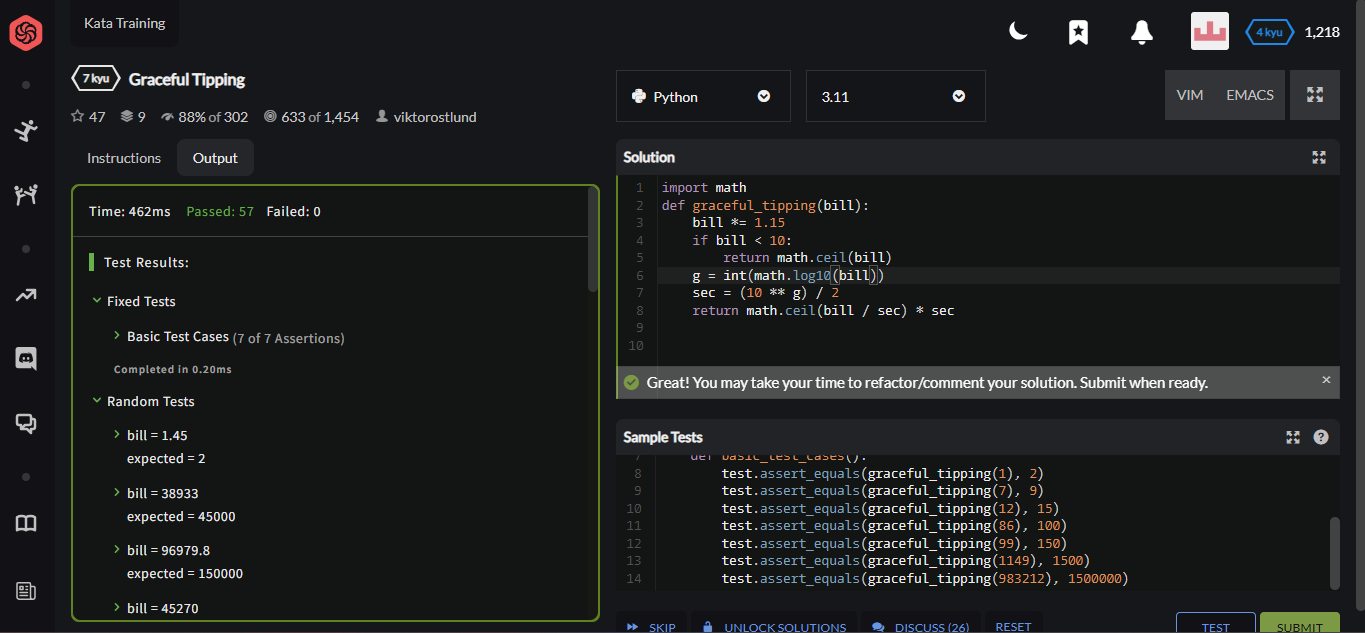 Kata Training
4 kyu
1,218
7 kyu
Graceful Tipping
47
9
88% of 302
633 of 1,454
viktorostlund
Instructions
Output
Time: 462ms Passed: 57 Failed: 0
Test Results:
Fixed Tests
Basic Test Cases (7 of 7 Assertions)
Completed in 0.20ms
Random Tests
bill = 1.45
expected = 2
bill = 38933
expected = 45000
bill = 96979.8
expected = 150000
bill = 45270
Python
3.11
VIM
EMACS
Solution
1 import math
2 def graceful_tipping(bill):
3 bill *= 1.15
4 if bill < 10:
5 return math.ceil(bill)
6 g = int(math.log10(bill))
7 sec = (10 ** g) / 2
8 return math.ceil(bill / sec) * sec
9
10
Great! You may take your time to refactor/comment your solution. Submit when ready.
Sample Tests
7 def basic_test_cases():
8 test.assert_equals(graceful_tipping(1), 2)
9 test.assert_equals(graceful_tipping(7), 9)
10 test.assert_equals(graceful_tipping(12), 15)
11 test.assert_equals(graceful_tipping(86), 100)
12 test.assert_equals(graceful_tipping(99), 150)
13 test.assert_equals(graceful_tipping(1149), 1500)
14 test.assert_equals(graceful_tipping(983212), 1500000)
SKIP
UNLOCK SOLUTIONS
DISCUSS (26)
RESET
TEST
SUBMIT